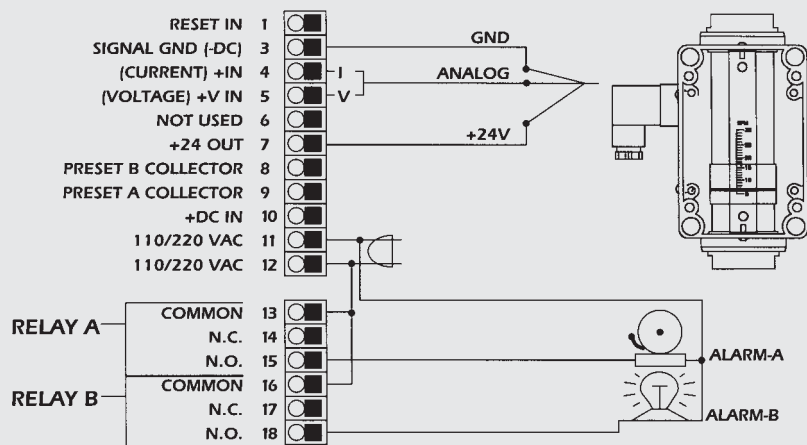 RESET IN 1
SIGNAL GND (-DC) 3
(CURRENT) +IN 4
(VOLTAGE) +V IN 5
NOT USED 6
+24 OUT 7
PRESET B COLLECTOR 8
PRESET A COLLECTOR 9
+DC IN 10
110/220 VAC 11
110/220 VAC 12
GND
I
ANALOG
V
+24V
RELAY A
COMMON 13
N.C. 14
N.O. 15
RELAY B
COMMON 16
N.C. 17
N.O. 18
ALARM-A
ALARM-B